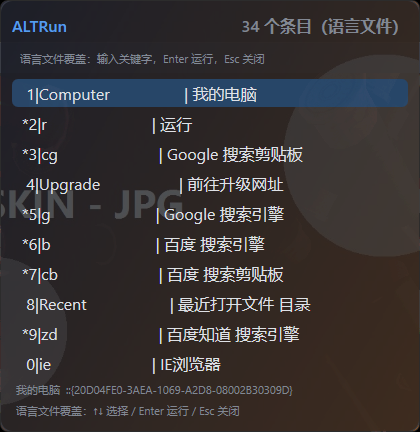 ALTRun 34 个条目（语言文件）
语言文件覆盖：输入关键字，Enter 运行，Esc 关闭
1|Computer | 我的电脑
*2|r | 运行
*3|cg | Google 搜索剪贴板
4|Upgrade | 前往升级网址
SKIN - JPG
*5|g | Google 搜索引擎
*6|b | 百度 搜索引擎
*7|cb | 百度 搜索剪贴板
8|Recent | 最近打开文件 目录
*9|zd | 百度知道 搜索引擎
0|ie | IE浏览器
我的电脑 ::{20D04FE0-3AEA-1069-A2D8-08002B30309D}
语言文件覆盖：↑↓ 选择 / Enter 运行 / Esc 关闭